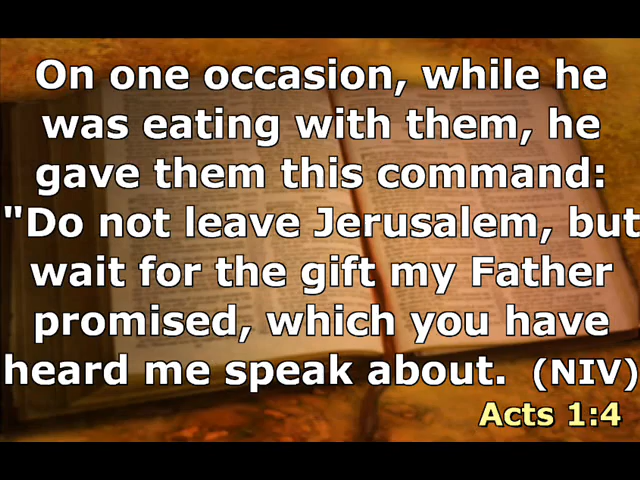 On one occasion, while he
was eating with them, he
gave them this command:
"Do not leave Jerusalem, but
wait for the gift my Father
promised, which you have
heard me speak about. (NIV)
Acts 1:4